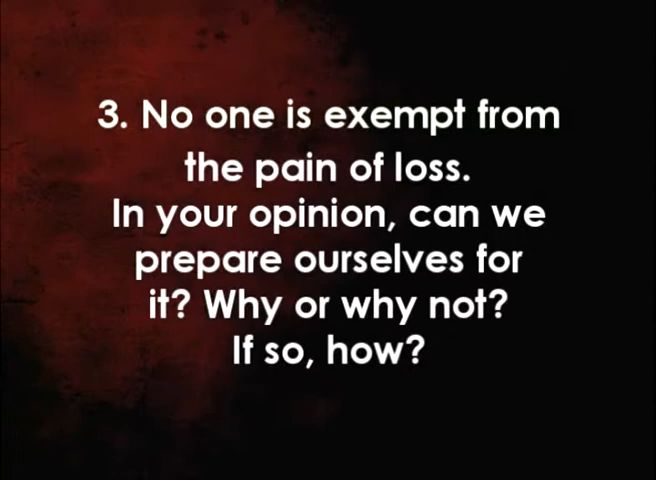 3. No one is exempt from
the pain of loss.
In your opinion, can we
prepare ourselves for
it? Why or why not?
If so, how?